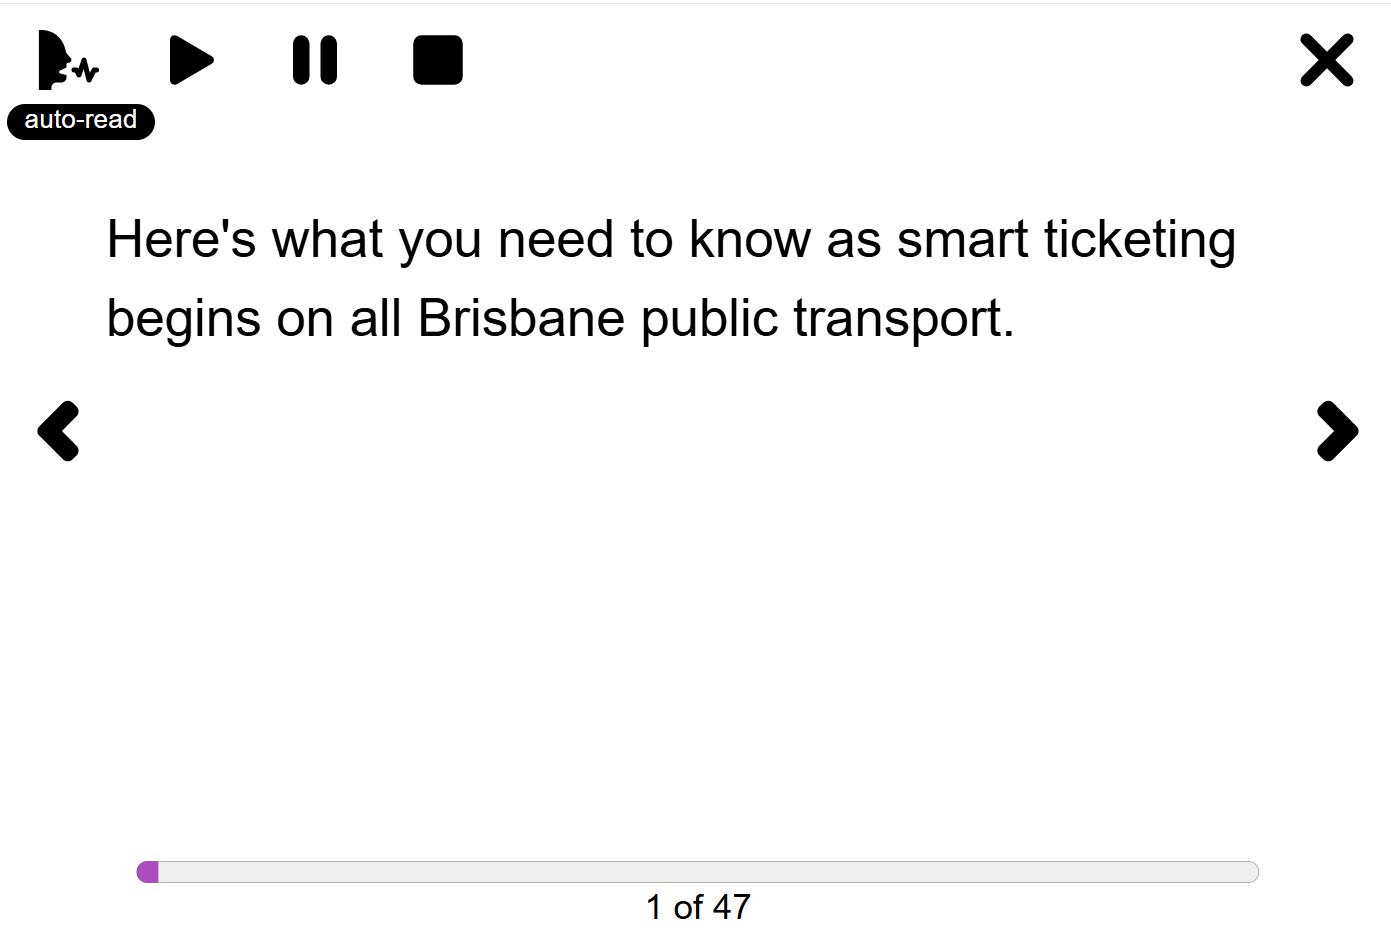 auto-read
Here's what you need to know as smart ticketing
begins on all Brisbane public transport.
1 of 47